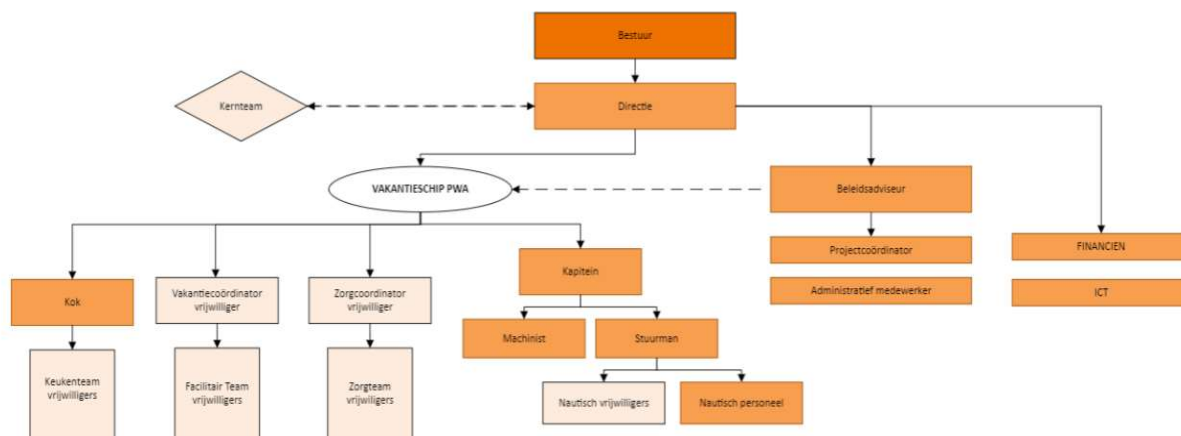 Bestuur
Kernteam
Directie
VAKANTIESCHIP PWA
Beleidsadviseur
Projectcoördinator
FINANCIEN
Administratief medewerker
ICT
Kok
Vakantiecoördinator
vrijwilliger
Zorgcoordinator
vrijwilliger
Kapitein
Machinist
Stuurman
Keukenteam
vrijwilligers
Facilitair Team
vrijwilligers
Zorgteam
vrijwilligers
Nautisch vrijwilligers
Nautisch personeel